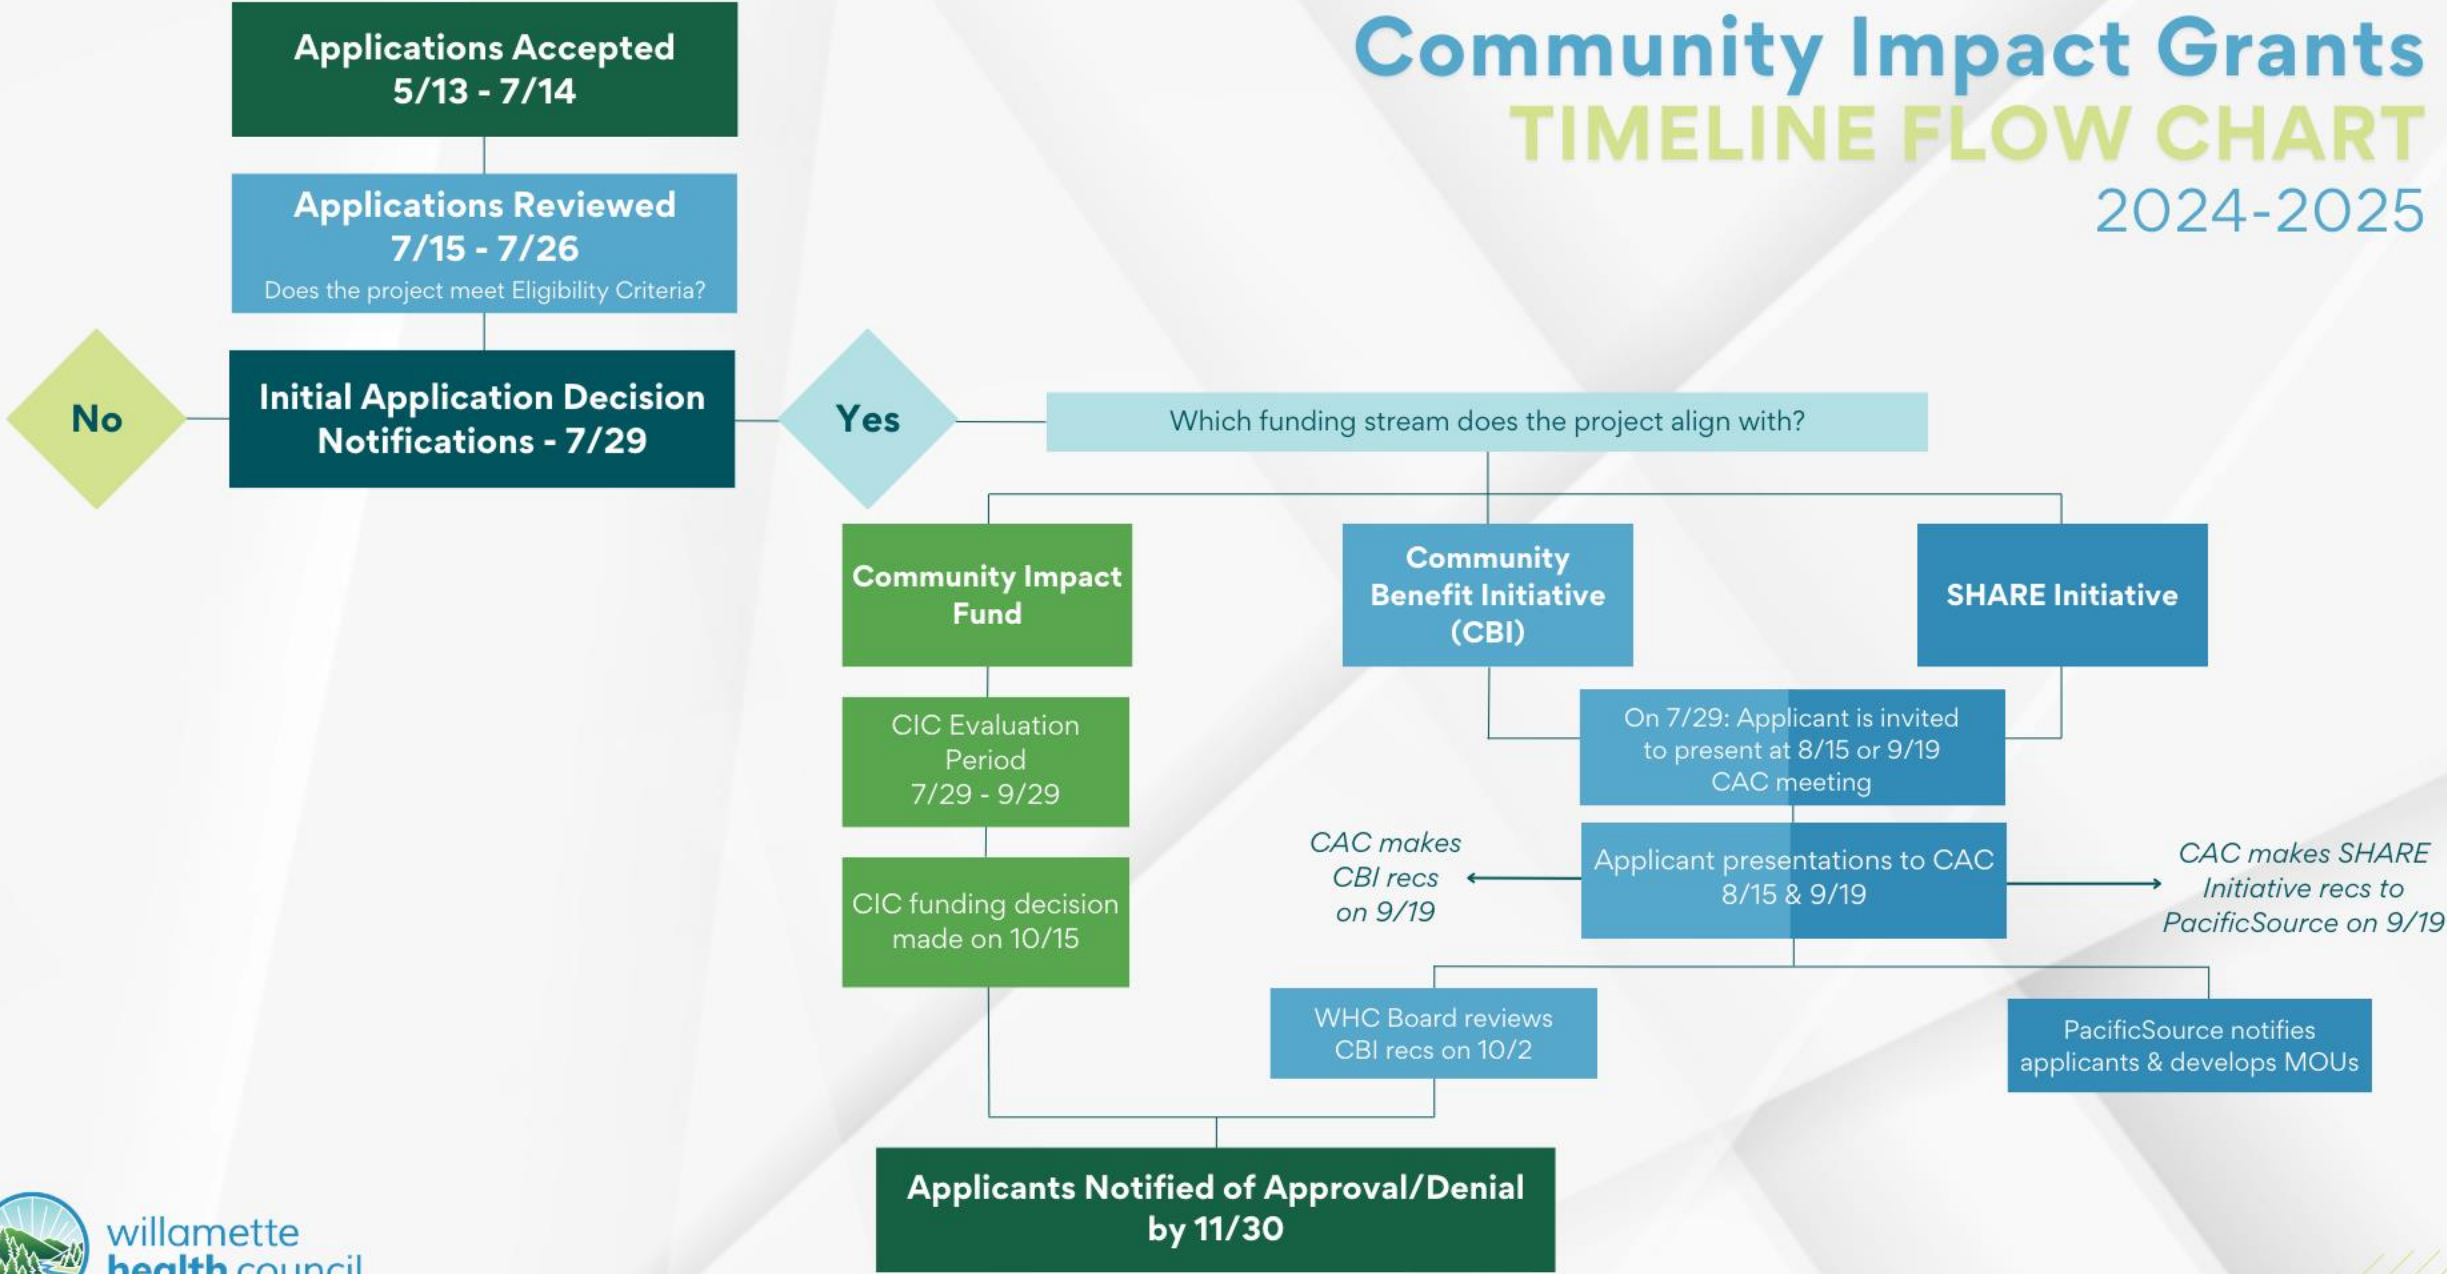 Community Impact Grants
TIMELINE FLOW CHART
2024-2025
Applications Accepted
5/13 - 7/14
Applications Reviewed
7/15 - 7/26
Does the project meet Eligibility Criteria?
No
Initial Application Decision
Notifications - 7/29
Yes
Which funding stream does the project align with?
Community Impact
Fund
Community
Benefit Initiative
(CBI)
SHARE Initiative
CIC Evaluation
Period
7/29 - 9/29
On 7/29: Applicant is invited
to present at 8/15 or 9/19
CAC meeting
CIC funding decision
made on 10/15
CAC makes
CBI recs
on 9/19
Applicant presentations to CAC
8/15 & 9/19
CAC makes SHARE
Initiative recs to
PacificSource on 9/19
WHC Board reviews
CBI recs on 10/2
PacificSource notifies
applicants & develops MOUs
Applicants Notified of Approval/Denial
by 11/30
willamette
health council